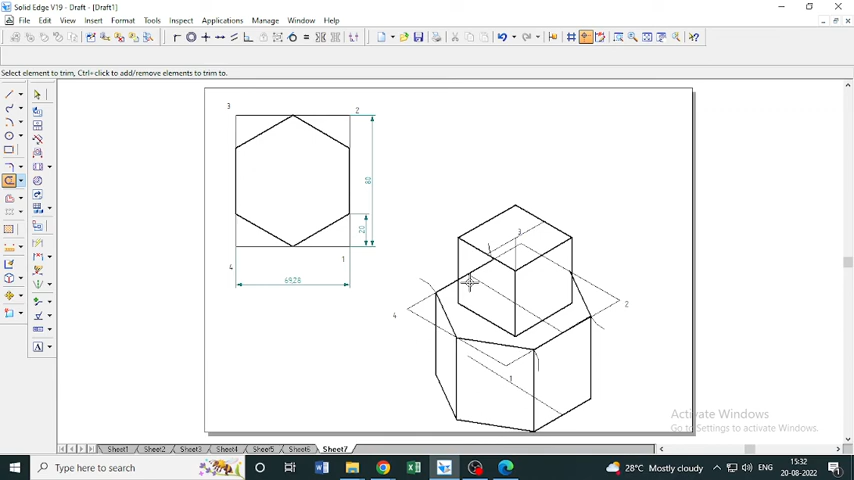 Solid Edge V19 - Draft - [Draft1]
File Edit View Insert Format Tools Inspect Applications Manage Window Help
Select element to trim, Ctrl+click to add/remove elements to trim to.
3
2
80
20
4
1
69,28
3
2
4
1
Activate Windows
Go to Settings to activate Windows.
Sheet1 Sheet2 Sheet3 Sheet4 Sheet5 Sheet6 Sheet7
Type here to search
28°C Mostly cloudy
ENG
15:32
20-08-2022